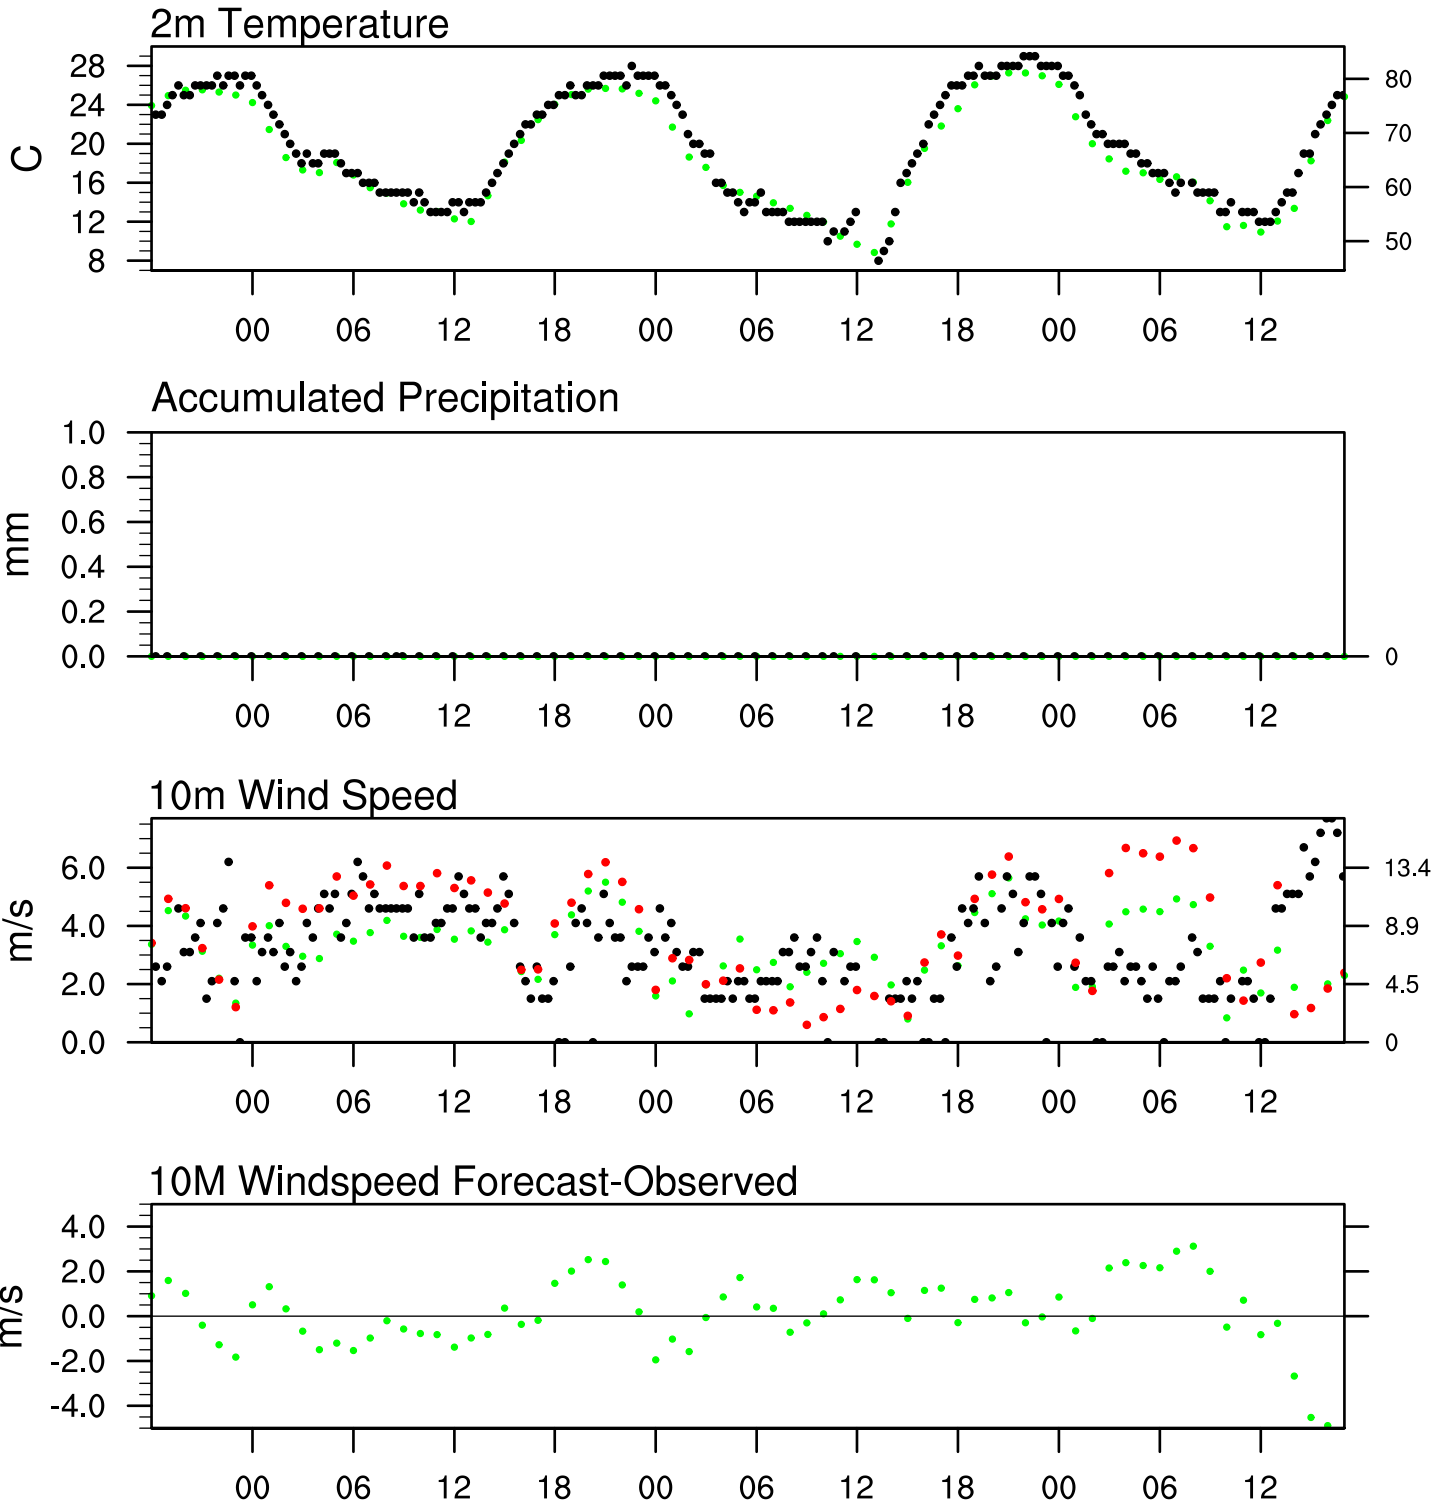 2m Temperature
28
24
20
16
12
8
C
80
70
60
50
00 06 12 18 00 06 12 18 00 06 12
Accumulated Precipitation
1.0
0.8
0.6
0.4
0.2
0.0
mm
0
00 06 12 18 00 06 12 18 00 06 12
10m Wind Speed
6.0
4.0
2.0
0.0
m/s
13.4
8.9
4.5
0
00 06 12 18 00 06 12 18 00 06 12
10M Windspeed Forecast-Observed
4.0
2.0
0.0
-2.0
-4.0
m/s
00 06 12 18 00 06 12 18 00 06 12